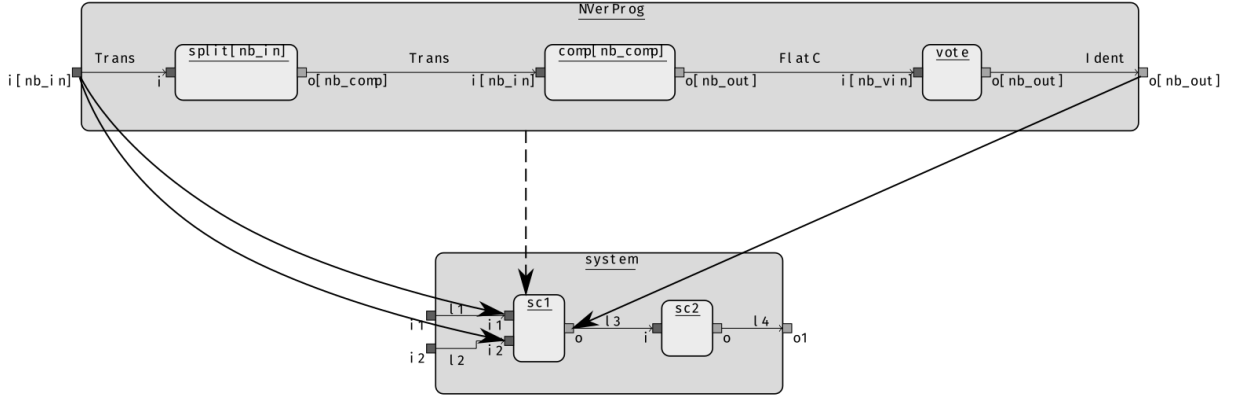 NVerProg
Trans
split[nb_in]
Trans
comp[nb_comp]
FlatC
vote
Ident
i[nb_in]
i
o[nb_comp]
i[nb_in]
o[nb_out]
i[nb_vin]
o[nb_out]
o[nb_out]
system
sc1
sc2
l1
i1
i1
l3
l4
i2
l2
i2
o
i
o
o1